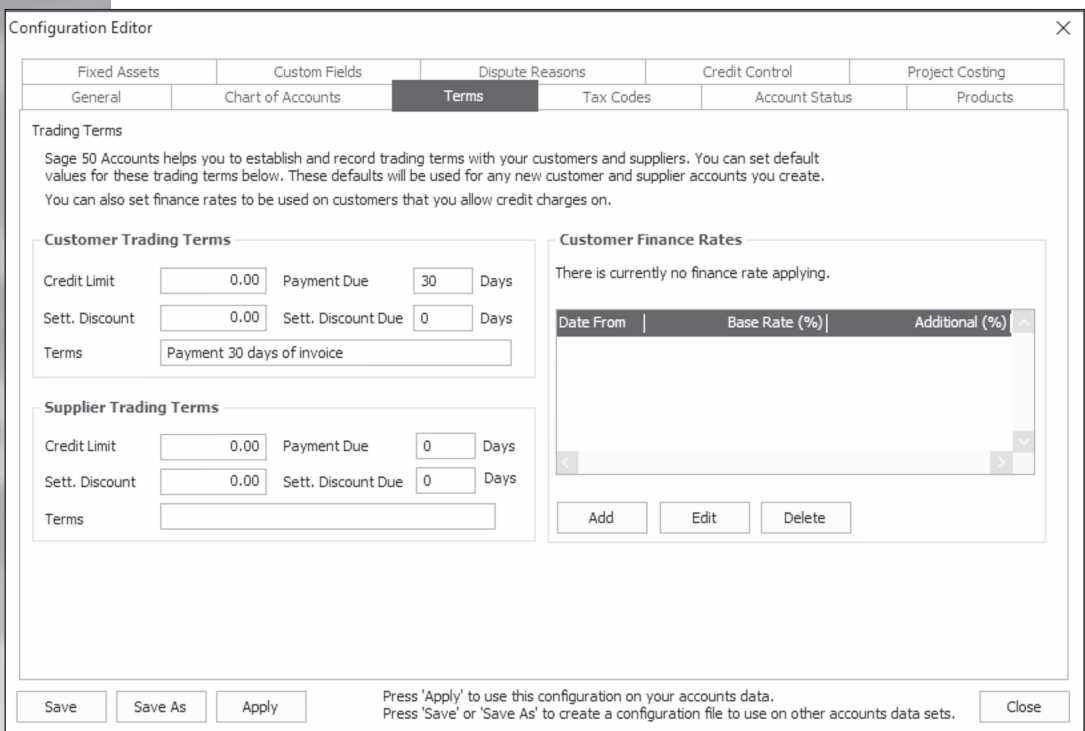 Configuration Editor
Fixed Assets Custom Fields Dispute Reasons Credit Control Project Costing
General Chart of Accounts Terms Tax Codes Account Status Products
Trading Terms
Sage 50 Accounts helps you to establish and record trading terms with your customers and suppliers. You can set default
values for these trading terms below. These defaults will be used for any new customer and supplier accounts you create.
You can also set finance rates to be used on customers that you allow credit charges on.
Customer Trading Terms
Credit Limit 0.00 Payment Due 30 Days
Sett. Discount 0.00 Sett. Discount Due 0 Days
Terms Payment 30 days of invoice
Supplier Trading Terms
Credit Limit 0.00 Payment Due 0 Days
Sett. Discount 0.00 Sett. Discount Due 0 Days
Terms
Customer Finance Rates
There is currently no finance rate applying.
Date From Base Rate (%) Additional (%)
Add Edit Delete
Save Save As Apply
Press 'Apply' to use this configuration on your accounts data.
Press 'Save' or 'Save As' to create a configuration file to use on other accounts data sets.
Close